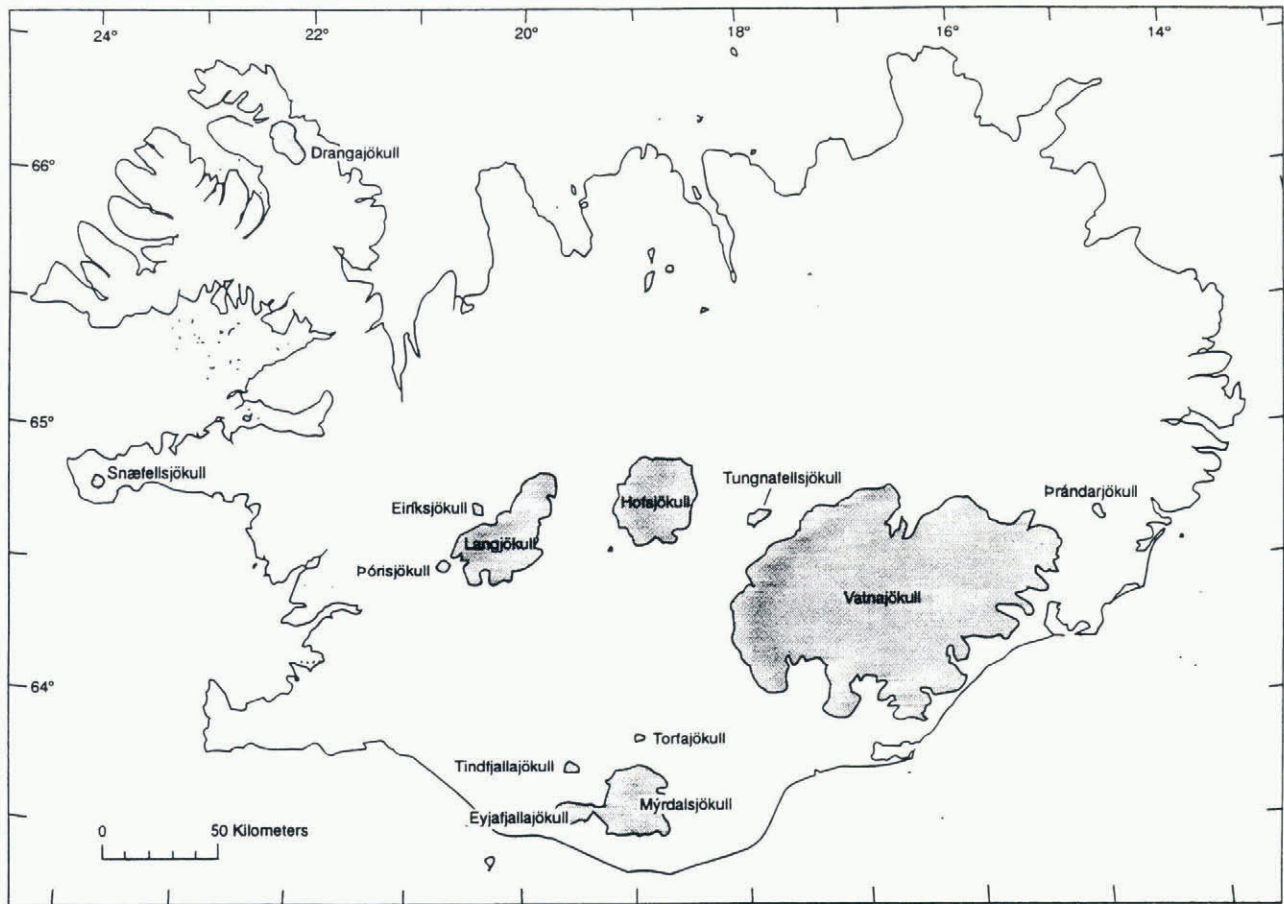 24° 22° 20° 18° 16° 14°
Drangajökull
66°
65°
Snæfellsjökull
Tungnafellsjökull
Hofsjökull
Þrándarjökull
Eiríksjökull
Langjökull
Þórisjökull
Vatnajökull
64°
Torfajökull
Tindfjallajökull
Mýrdalsjökull
Eyjafjallajökull
0 50 Kilometers